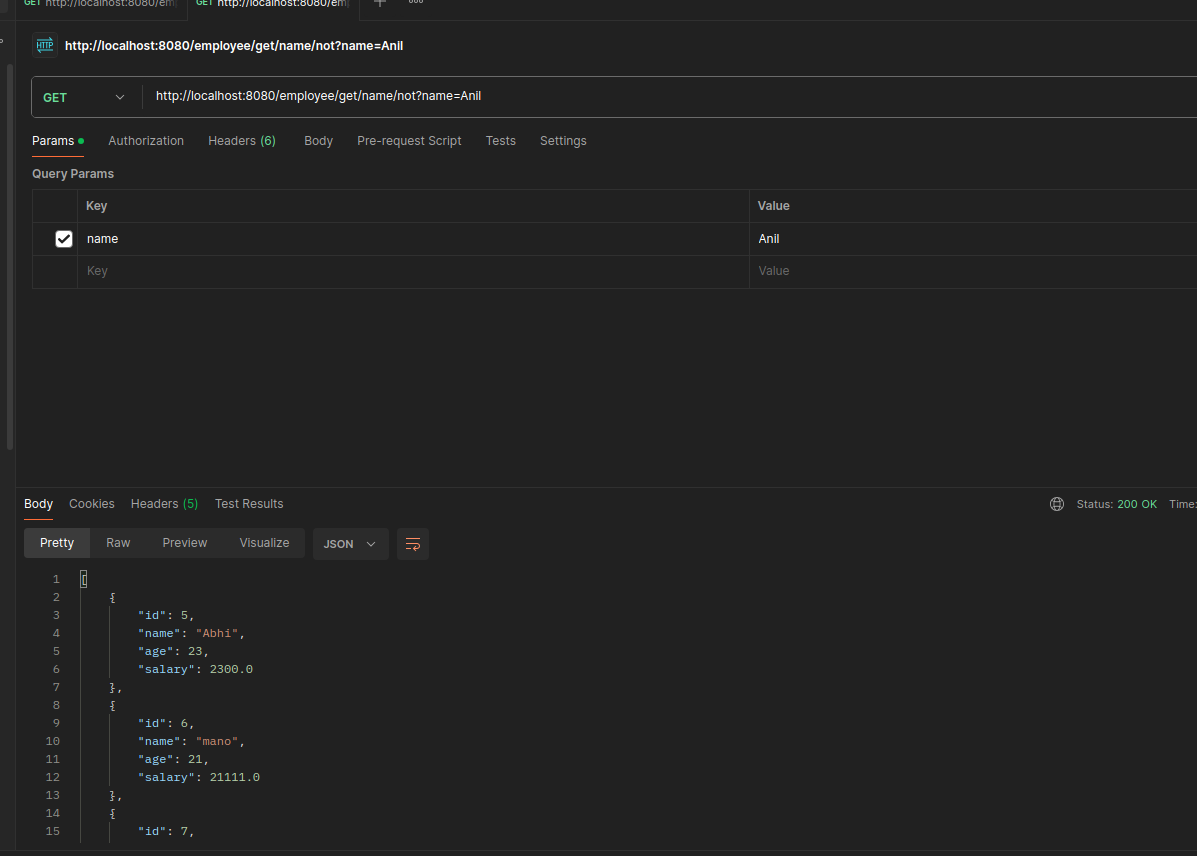 GET http://localhost:8080/em GET http://localhost:8080/em
HTTP http://localhost:8080/employee/get/name/not?name=Anil
GET http://localhost:8080/employee/get/name/not?name=Anil
Params Authorization Headers (6) Body Pre-request Script Tests Settings
Query Params
Key Value
name Anil
Key Value
Body Cookies Headers (5) Test Results Status: 200 OK Time:
Pretty Raw Preview Visualize JSON
1 [
2 {
3 "id": 5,
4 "name": "Abhi",
5 "age": 23,
6 "salary": 2300.0
7 },
8 {
9 "id": 6,
10 "name": "mano",
11 "age": 21,
12 "salary": 21111.0
13 },
14 {
15 "id": 7,